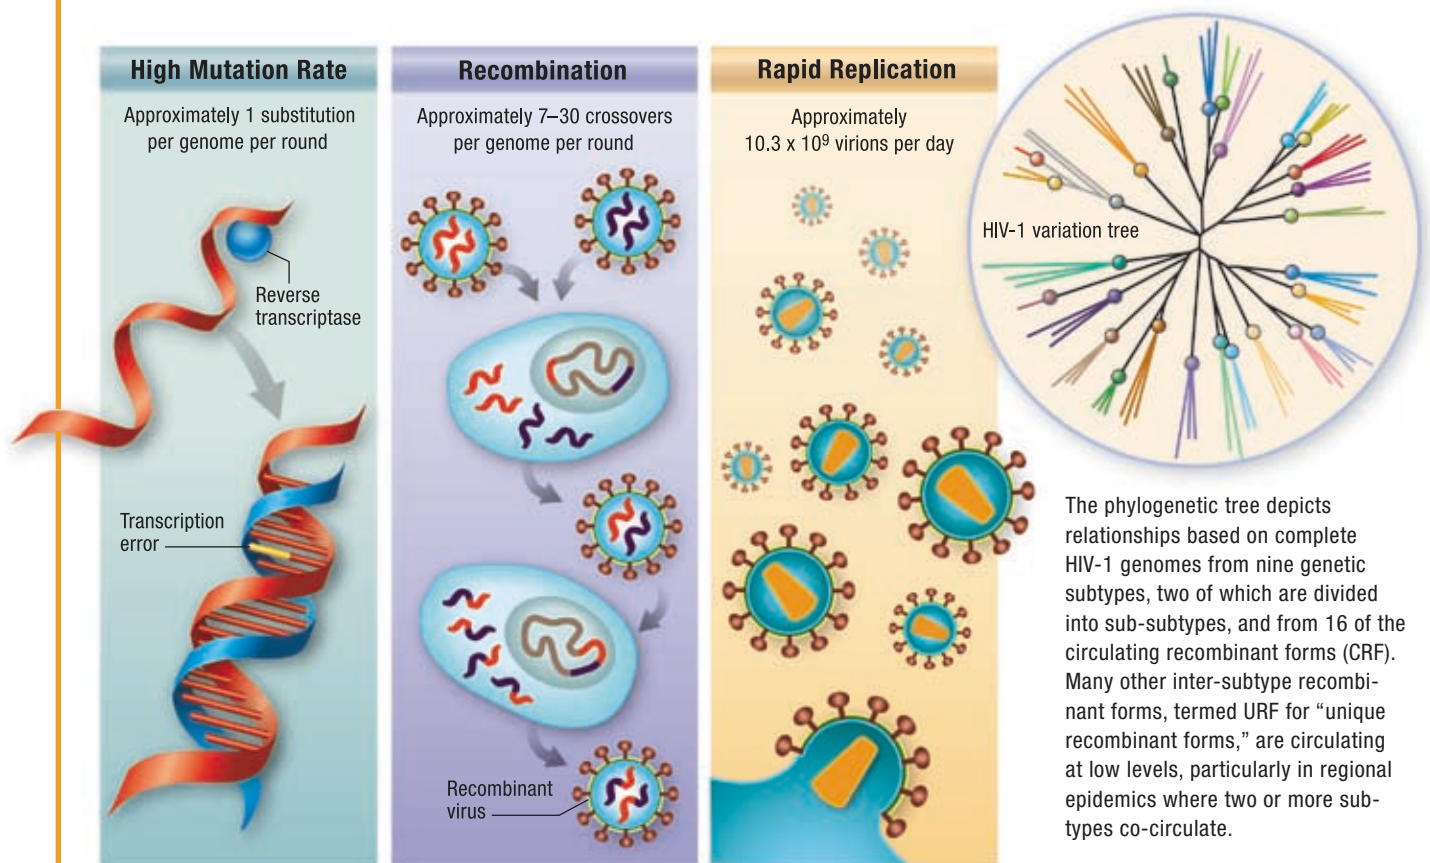 High Mutation Rate
Approximately 1 substitution
per genome per round
Reverse
transcriptase
Transcription
error
Recombination
Approximately 7–30 crossovers
per genome per round
Recombinant
virus
Rapid Replication
Approximately
10.3 x 10⁹ virions per day
HIV-1 variation tree
The phylogenetic tree depicts
relationships based on complete
HIV-1 genomes from nine genetic
subtypes, two of which are divided
into sub-subtypes, and from 16 of the
circulating recombinant forms (CRF).
Many other inter-subtype recombi-
nant forms, termed URF for “unique
recombinant forms,” are circulating
at low levels, particularly in regional
epidemics where two or more sub-
types co-circulate.